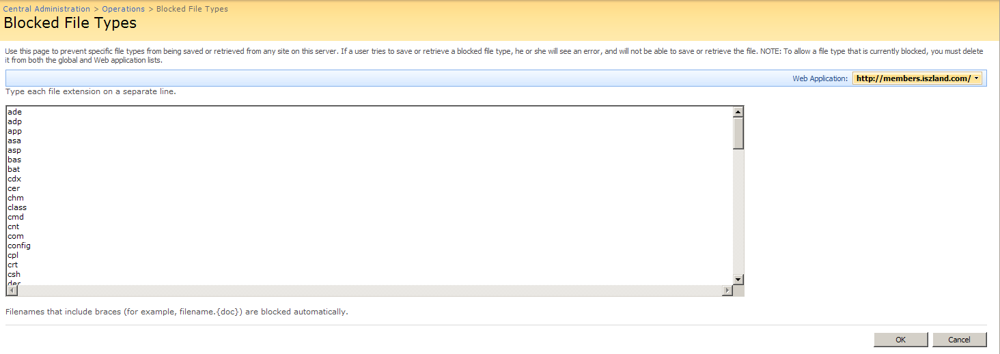 Central Administration > Operations > Blocked File Types
Blocked File Types
Use this page to prevent specific file types from being saved or retrieved from any site on this server. If a user tries to save or retrieve a blocked file type, he or she will see an error, and will not be able to save or retrieve the file. NOTE: To allow a file type that is currently blocked, you must delete
it from both the global and Web application lists.
Web Application: http://members.iszland.com/
Type each file extension on a separate line.
ade
adp
app
asa
asp
bas
bat
cdx
cer
chm
class
cmd
cnt
com
config
cpl
crt
csh
der
Filenames that include braces (for example, filename.{doc}) are blocked automatically.
OK Cancel